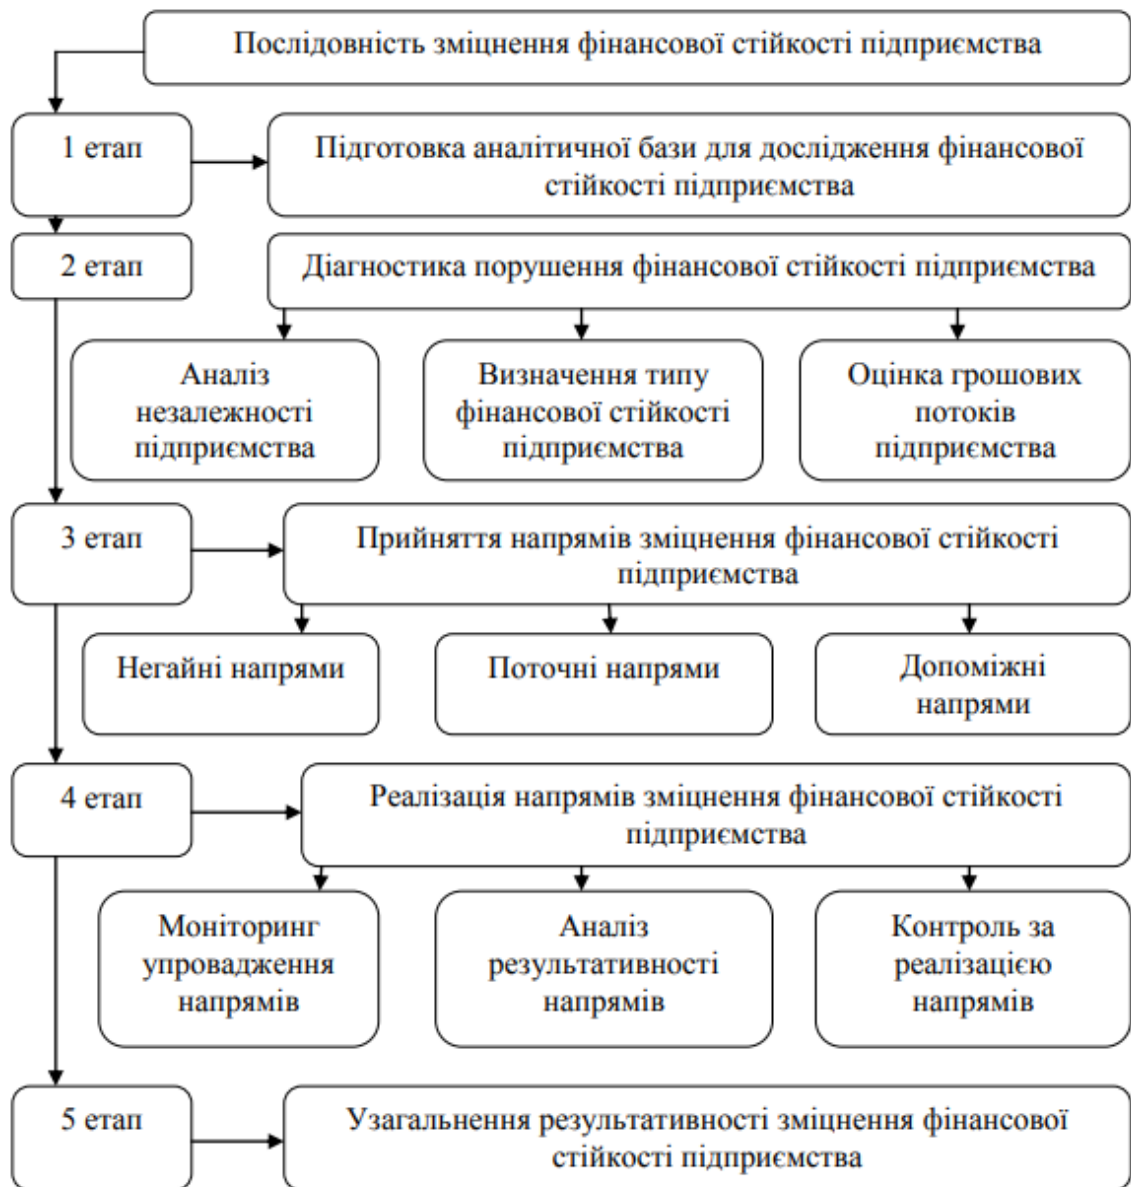 Послідовність зміцнення фінансової стійкості підприємства
1 етап
Підготовка аналітичної бази для дослідження фінансової
стійкості підприємства
2 етап
Діагностика порушення фінансової стійкості підприємства
Аналіз
незалежності
підприємства
Визначення типу
фінансової стійкості
підприємства
Оцінка грошових
потоків
підприємства
3 етап
Прийняття напрямів зміцнення фінансової стійкості
підприємства
Негайні напрями
Поточні напрями
Допоміжні
напрями
4 етап
Реалізація напрямів зміцнення фінансової стійкості
підприємства
Моніторинг
упровадження
напрямів
Аналіз
результативності
напрямів
Контроль за
реалізацією
напрямів
5 етап
Узагальнення результативності зміцнення фінансової
стійкості підприємства